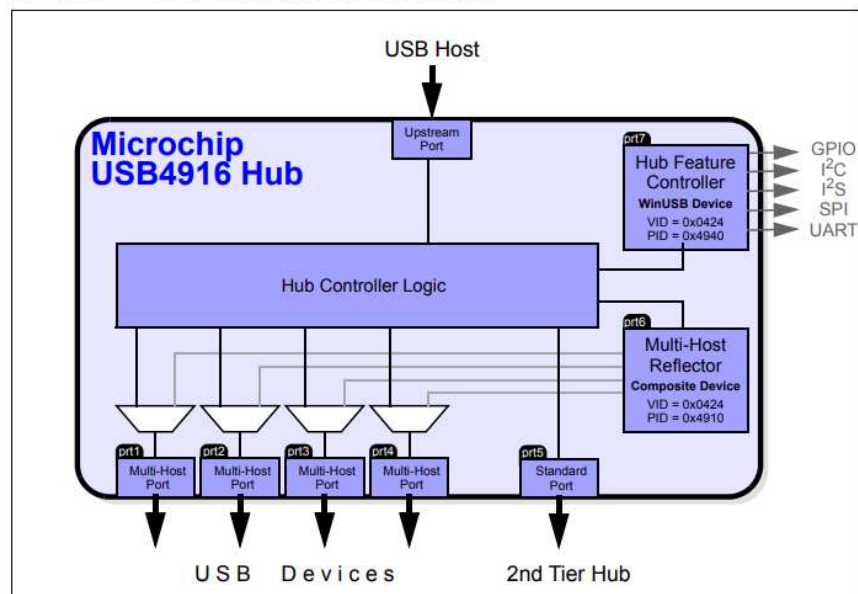 USB Host
Microchip
USB4916 Hub
Upstream
Port
prt7
Hub Feature
Controller
WinUSB Device
VID = 0x0424
PID = 0x4940
GPIO
I²C
I²S
SPI
UART
Hub Controller Logic
prt6
Multi-Host
Reflector
Composite Device
VID = 0x0424
PID = 0x4910
prt1
Multi-Host
Port
prt2
Multi-Host
Port
prt3
Multi-Host
Port
prt4
Multi-Host
Port
prt5
Standard
Port
USB Devices
2nd Tier Hub